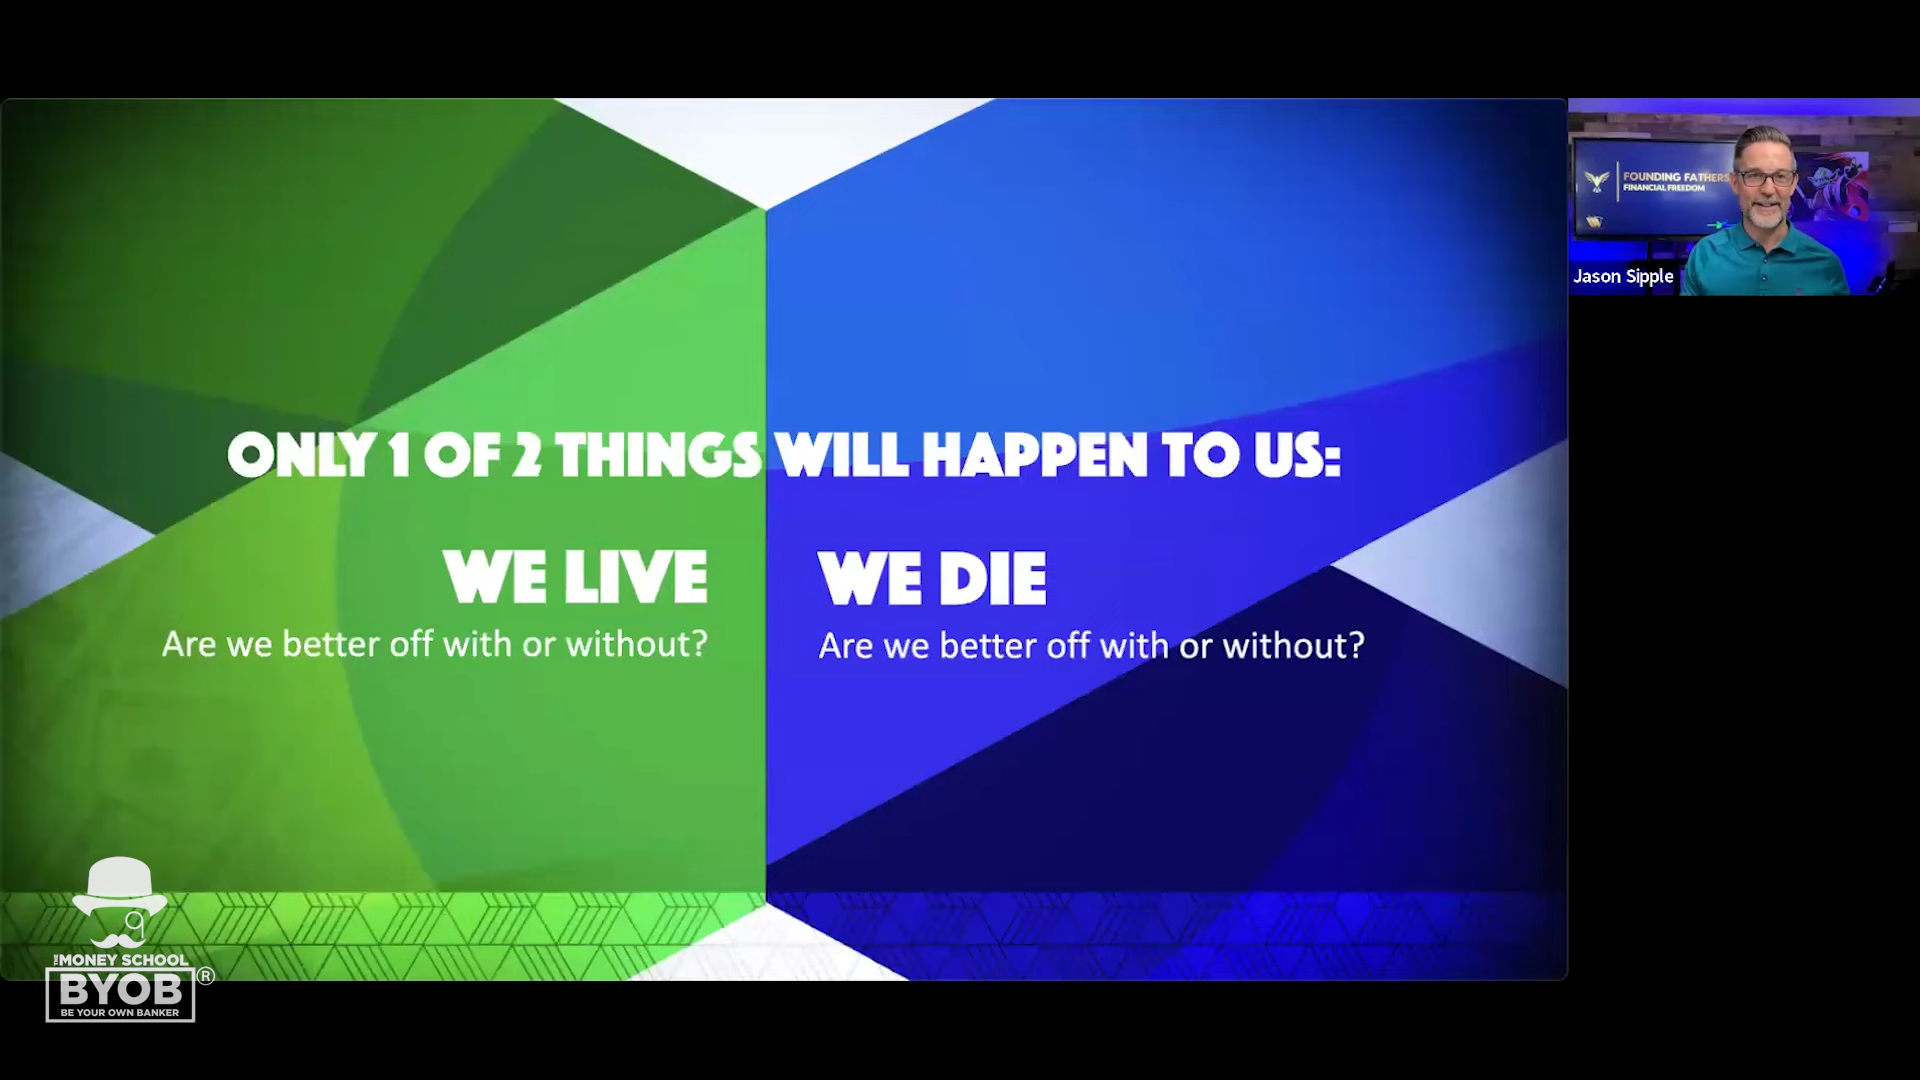 ONLY 1 OF 2 THINGS WILL HAPPEN TO US:
WE LIVE
Are we better off with or without?
WE DIE
Are we better off with or without?
FOUNDING FATHERS
FINANCIAL FREEDOM
Jason Sipple
THE MONEY SCHOOL
BYOB®
BE YOUR OWN BANKER